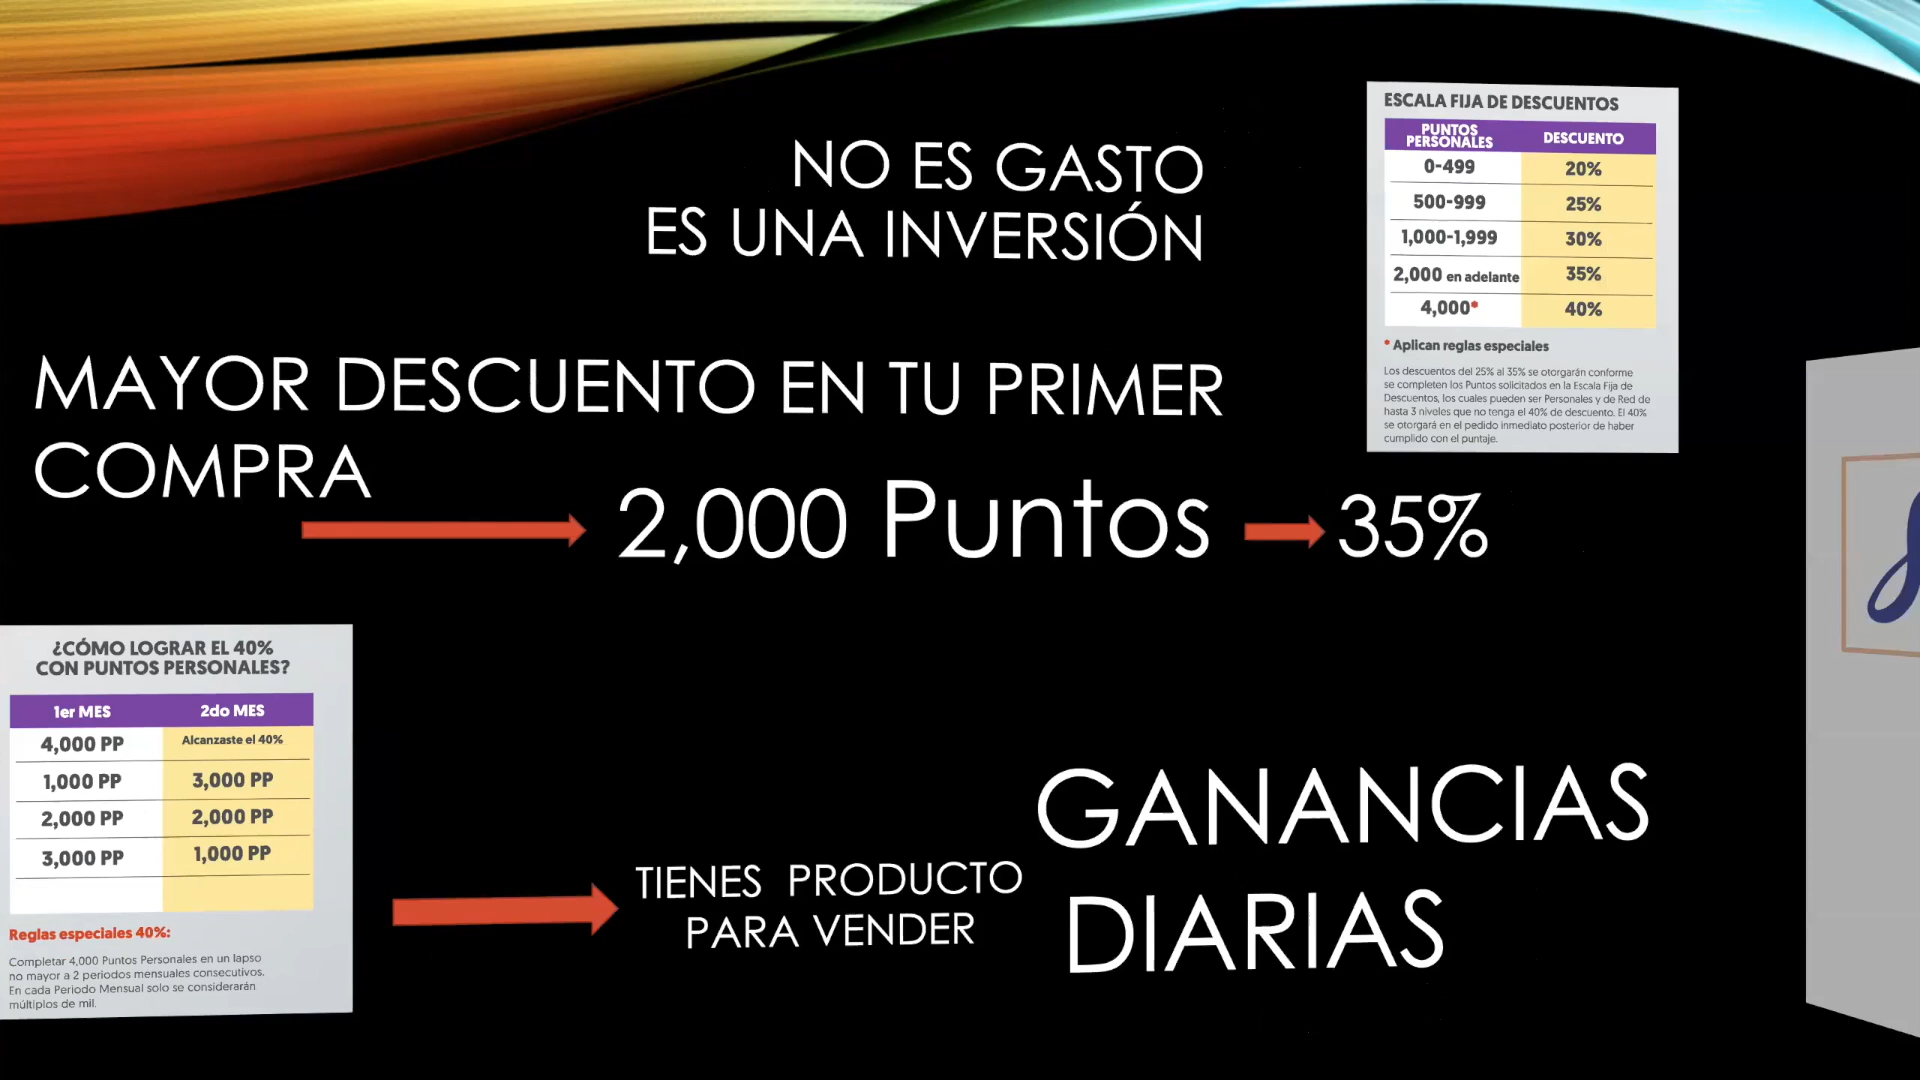 NO ES GASTO
ES UNA INVERSIÓN
ESCALA FIJA DE DESCUENTOS
PUNTOS PERSONALES DESCUENTO
0-499 20%
500-999 25%
1,000-1,999 30%
2,000 en adelante 35%
4,000* 40%
* Aplican reglas especiales
Los descuentos del 25% al 35% se otorgarán conforme
se completen los Puntos solicitados en la Escala Fija de
Descuentos, los cuales pueden ser Personales y de Red de
hasta 3 niveles que no tenga el 40% de descuento. El 40%
se otorgará en el pedido inmediato posterior de haber
cumplido con el puntaje.
MAYOR DESCUENTO EN TU PRIMER
COMPRA
2,000 Puntos 35%
¿CÓMO LOGRAR EL 40%
CON PUNTOS PERSONALES?
1er MES 2do MES
4,000 PP Alcanzaste el 40%
1,000 PP 3,000 PP
2,000 PP 2,000 PP
3,000 PP 1,000 PP
Reglas especiales 40%:
Completar 4,000 Puntos Personales en un lapso
no mayor a 2 periodos mensuales consecutivos.
En cada Periodo Mensual solo se considerarán
múltiplos de mil.
TIENES PRODUCTO
PARA VENDER
GANANCIAS
DIARIAS